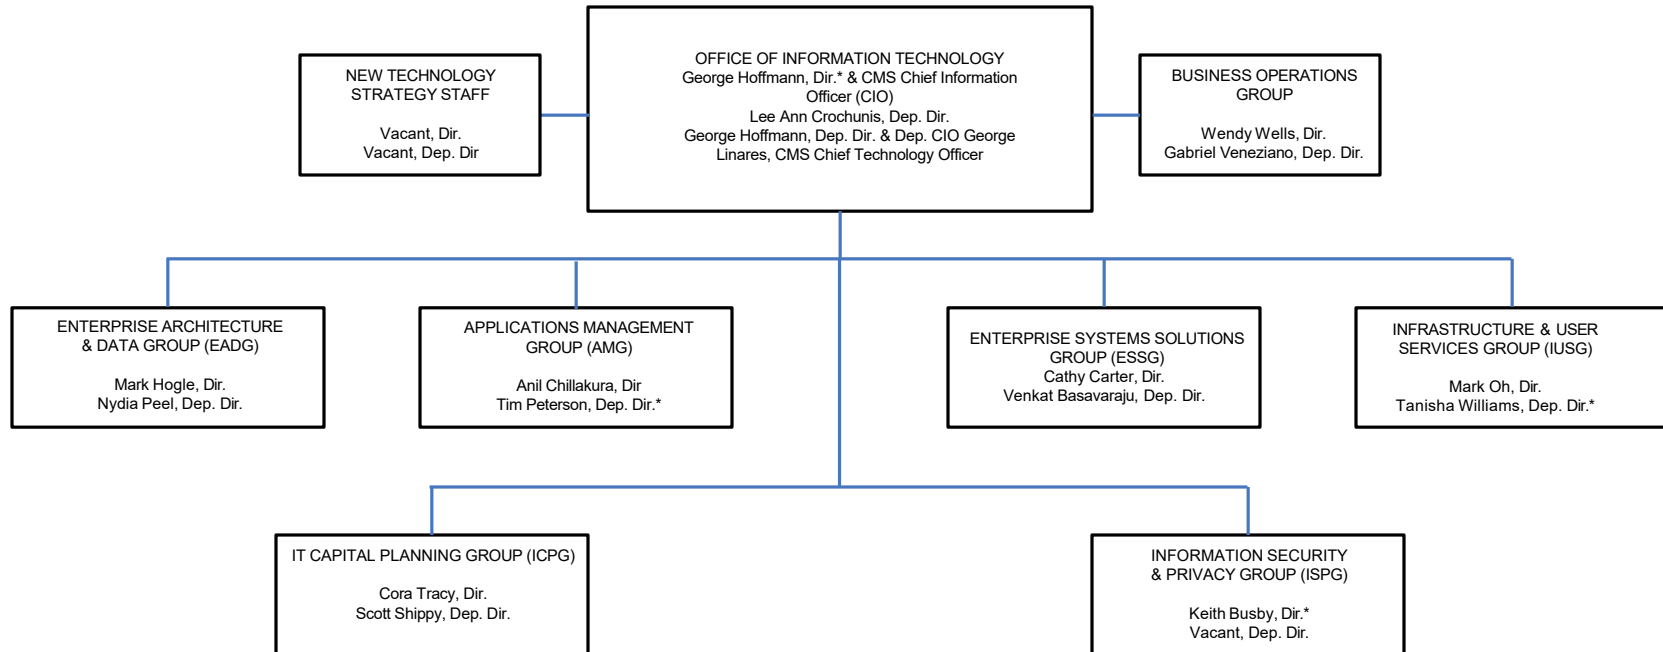 NEW TECHNOLOGY
STRATEGY STAFF
Vacant, Dir.
Vacant, Dep. Dir
OFFICE OF INFORMATION TECHNOLOGY
George Hoffmann, Dir.* & CMS Chief Information
Officer (CIO)
Lee Ann Crochunis, Dep. Dir.
George Hoffmann, Dep. Dir. & Dep. CIO George
Linares, CMS Chief Technology Officer
BUSINESS OPERATIONS
GROUP
Wendy Wells, Dir.
Gabriel Veneziano, Dep. Dir.
ENTERPRISE ARCHITECTURE
& DATA GROUP (EADG)
Mark Hogle, Dir.
Nydia Peel, Dep. Dir.
APPLICATIONS MANAGEMENT
GROUP (AMG)
Anil Chillakura, Dir
Tim Peterson, Dep. Dir.*
ENTERPRISE SYSTEMS SOLUTIONS
GROUP (ESSG)
Cathy Carter, Dir.
Venkat Basavaraju, Dep. Dir.
INFRASTRUCTURE & USER
SERVICES GROUP (IUSG)
Mark Oh, Dir.
Tanisha Williams, Dep. Dir.*
IT CAPITAL PLANNING GROUP (ICPG)
Cora Tracy, Dir.
Scott Shippy, Dep. Dir.
INFORMATION SECURITY
& PRIVACY GROUP (ISPG)
Keith Busby, Dir.*
Vacant, Dep. Dir.